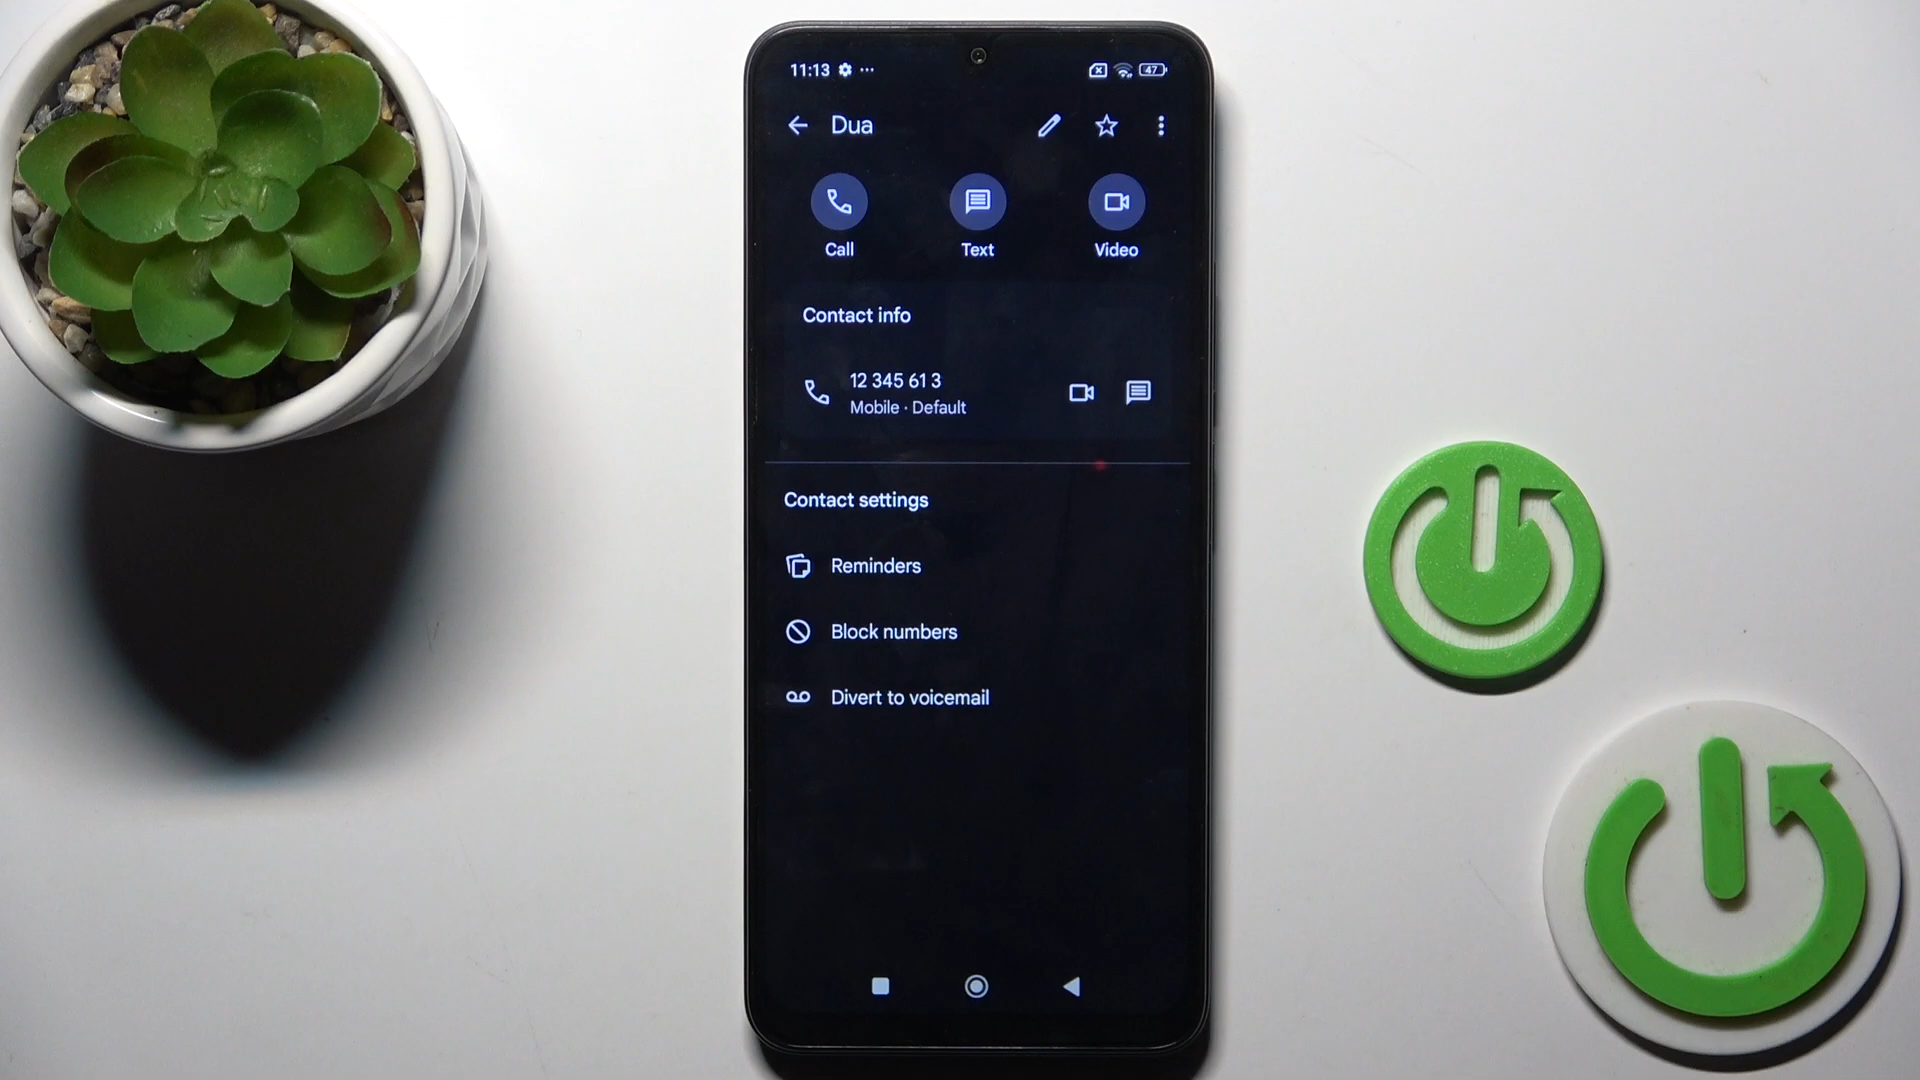 11:13
47
Dua
Call
Text
Video
Contact info
12 345 61 3
Mobile · Default
Contact settings
Reminders
Block numbers
Divert to voicemail